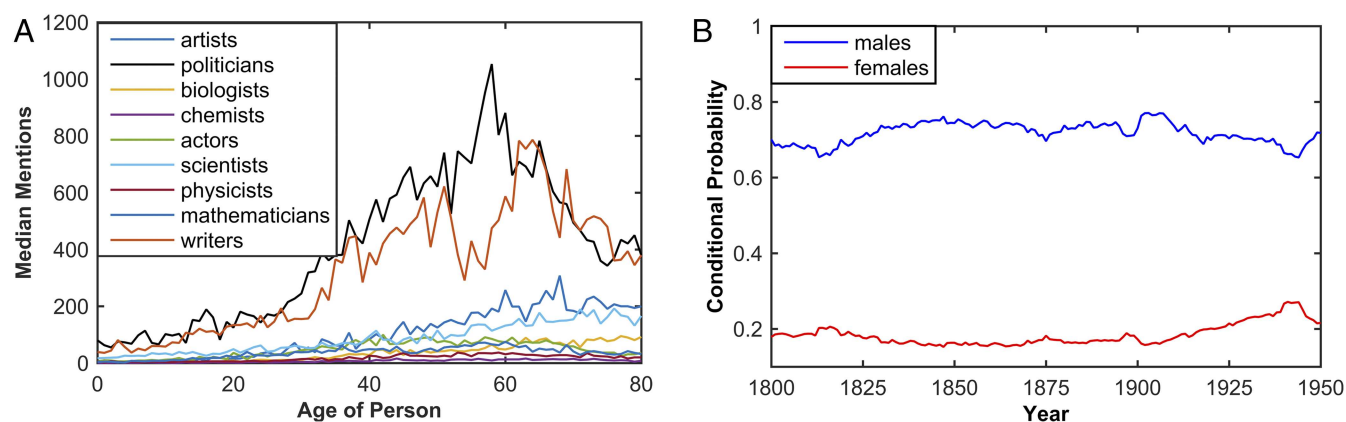 A
1200
1000
800
600
400
200
0
Median Mentions
artists
politicians
biologists
chemists
actors
scientists
physicists
mathematicians
writers
0 20 40 60 80
Age of Person
B
1
0.8
0.6
0.4
0.2
Conditional Probability
males
females
1800 1825 1850 1875 1900 1925 1950
Year